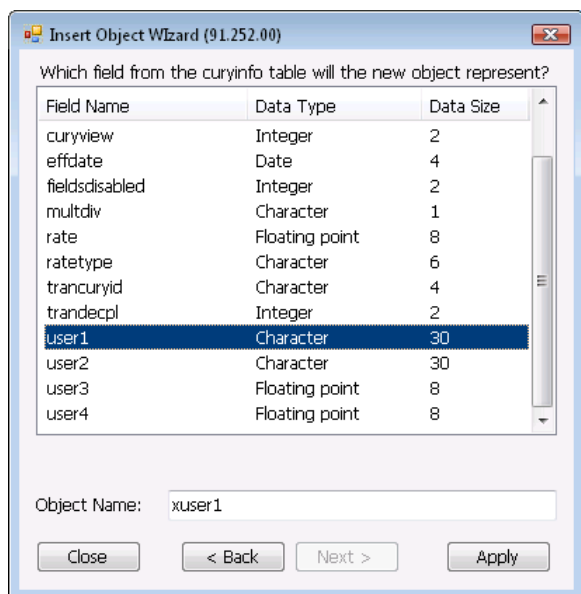 Insert Object WIzard (91.252.00)
Which field from the curyinfo table will the new object represent?
Field Name Data Type Data Size
curyview Integer 2
effdate Date 4
fieldsdisabled Integer 2
multdiv Character 1
rate Floating point 8
ratetype Character 6
trancuryid Character 4
trandecpl Integer 2
user1 Character 30
user2 Character 30
user3 Floating point 8
user4 Floating point 8
Object Name: xuser1
Close < Back Next > Apply